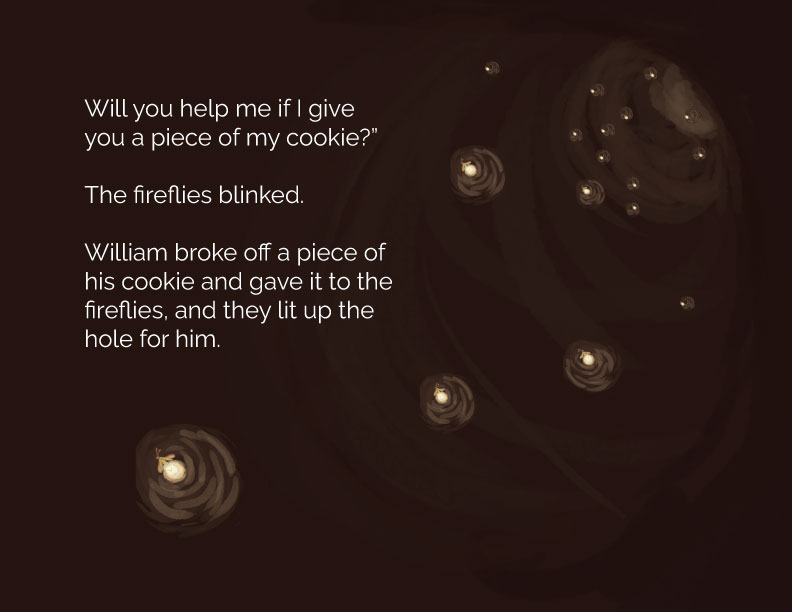 Will you help me if I give
you a piece of my cookie?”
The fireflies blinked.
William broke off a piece of
his cookie and gave it to the
fireflies, and they lit up the
hole for him.